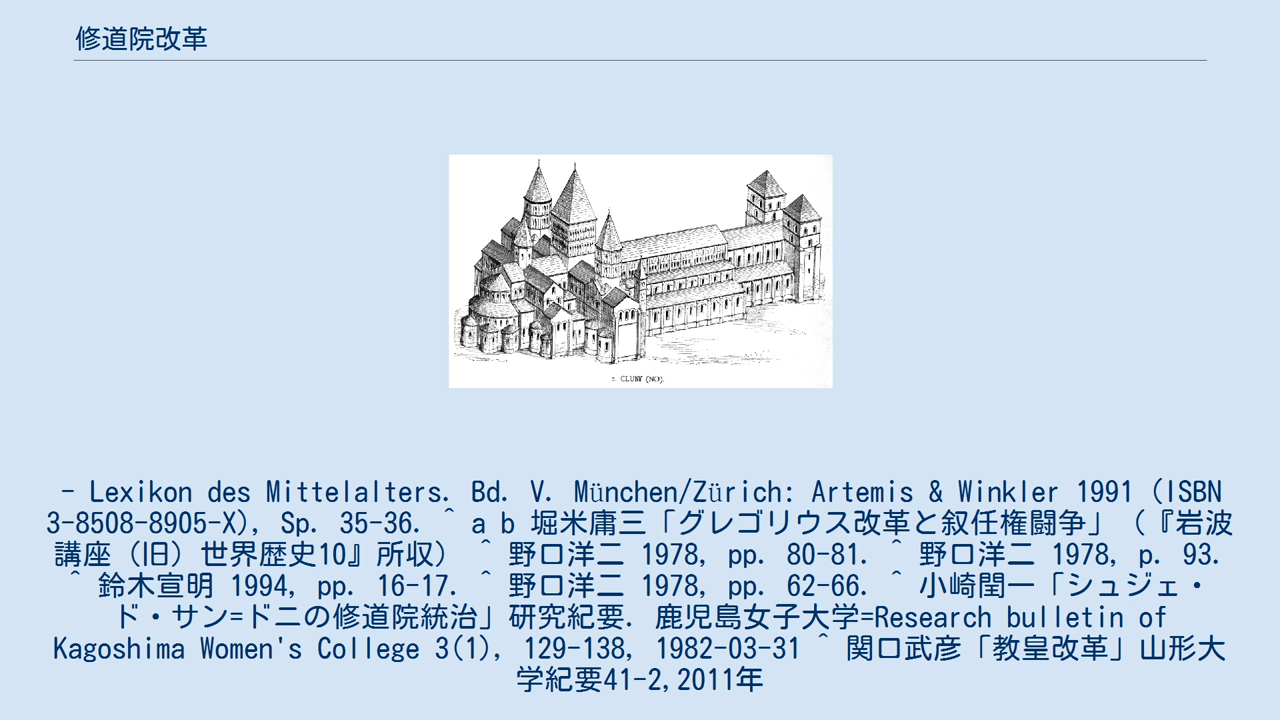 修道院改革
2. CLUNY (NO).
- Lexikon des Mittelalters. Bd. V. München/Zürich: Artemis & Winkler 1991 (ISBN
3-8508-8905-X), Sp. 35-36. ^ a b 堀米庸三「グレゴリウス改革と叙任権闘争」（『岩波
講座（旧）世界歴史10』所収） ^ 野口洋二 1978, pp. 80-81. ^ 野口洋二 1978, p. 93.
^ 鈴木宣明 1994, pp. 16-17. ^ 野口洋二 1978, pp. 62-66. ^ 小崎閏一「シュジェ・
ド・サン=ドニの修道院統治」研究紀要. 鹿児島女子大学=Research bulletin of
Kagoshima Women's College 3(1), 129-138, 1982-03-31 ^ 関口武彦「教皇改革」山形大
学紀要41-2,2011年